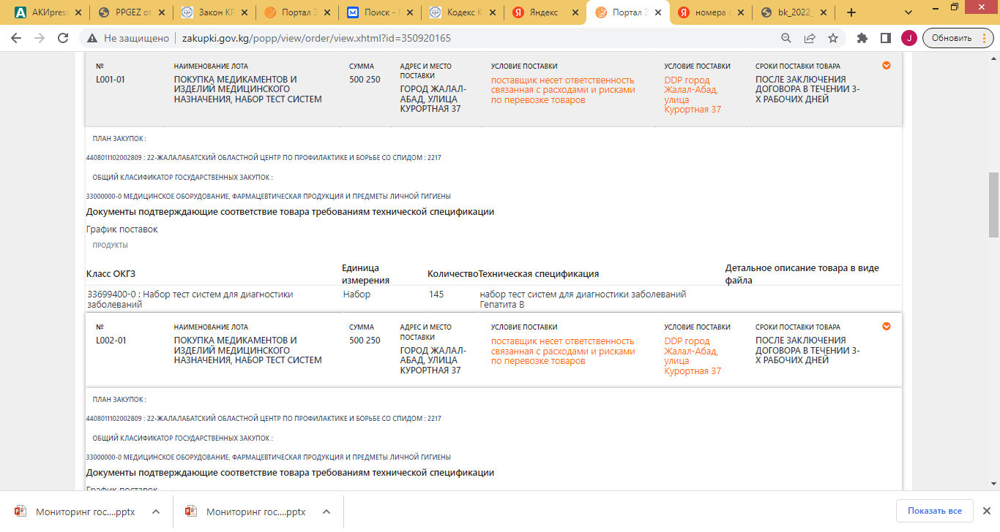 АКИpress
PPGEZ от
Закон КР
Портал Э
Поиск - П
Кодекс К
Яндекс
Портал Э
номера с
bk_2022_
Не защищено | zakupki.gov.kg/popp/view/order/view.xhtml?id=350920165
J
Обновить
№ НАИМЕНОВАНИЕ ЛОТА СУММА АДРЕС И МЕСТО УСЛОВИЕ ПОСТАВКИ УСЛОВИЕ ПОСТАВКИ СРОКИ ПОСТАВКИ ТОВАРА
ПОСТАВКИ
L001-01 ПОКУПКА МЕДИКАМЕНТОВ И 500 250 поставщик несет ответственность DDP город ПОСЛЕ ЗАКЛЮЧЕНИЯ
ИЗДЕЛИЙ МЕДИЦИНСКОГО ГОРОД ЖАЛАЛ- связанная с расходами и рисками Жалал-Абад, ДОГОВОРА В ТЕЧЕНИИ 3-
НАЗНАЧЕНИЯ, НАБОР ТЕСТ СИСТЕМ АБАД, УЛИЦА по перевозке товаров улица Х РАБОЧИХ ДНЕЙ
КУРОРТНАЯ 37 Курортная 37
ПЛАН ЗАКУПОК :
4408011102002809 : 22-ЖАЛАЛАБАТСКИЙ ОБЛАСТНОЙ ЦЕНТР ПО ПРОФИЛАКТИКЕ И БОРЬБЕ СО СПИДОМ : 2217
ОБЩИЙ КЛАСИФИКАТОР ГОСУДАРСТВЕННЫХ ЗАКУПОК :
33000000-0 МЕДИЦИНСКОЕ ОБОРУДОВАНИЕ, ФАРМАЦЕВТИЧЕСКАЯ ПРОДУКЦИЯ И ПРЕДМЕТЫ ЛИЧНОЙ ГИГИЕНЫ
Документы подтверждающие соответствие товара требованиям технической спецификации
График поставок
ПРОДУКТЫ
Класс ОКГЗ Единица КоличествоТехническая спецификация Детальное описание товара в виде
измерения файла
33699400-0 : Набор тест систем для диагностики Набор 145 набор тест систем для диагностики заболеваний
заболеваний Гепатита В
№ НАИМЕНОВАНИЕ ЛОТА СУММА АДРЕС И МЕСТО УСЛОВИЕ ПОСТАВКИ УСЛОВИЕ ПОСТАВКИ СРОКИ ПОСТАВКИ ТОВАРА
ПОСТАВКИ
L002-01 ПОКУПКА МЕДИКАМЕНТОВ И 500 250 поставщик несет ответственность DDP город ПОСЛЕ ЗАКЛЮЧЕНИЯ
ИЗДЕЛИЙ МЕДИЦИНСКОГО ГОРОД ЖАЛАЛ- связанная с расходами и рисками Жалал-Абад, ДОГОВОРА В ТЕЧЕНИИ 3-
НАЗНАЧЕНИЯ, НАБОР ТЕСТ СИСТЕМ АБАД, УЛИЦА по перевозке товаров улица Х РАБОЧИХ ДНЕЙ
КУРОРТНАЯ 37 Курортная 37
ПЛАН ЗАКУПОК :
4408011102002809 : 22-ЖАЛАЛАБАТСКИЙ ОБЛАСТНОЙ ЦЕНТР ПО ПРОФИЛАКТИКЕ И БОРЬБЕ СО СПИДОМ : 2217
ОБЩИЙ КЛАСИФИКАТОР ГОСУДАРСТВЕННЫХ ЗАКУПОК :
33000000-0 МЕДИЦИНСКОЕ ОБОРУДОВАНИЕ, ФАРМАЦЕВТИЧЕСКАЯ ПРОДУКЦИЯ И ПРЕДМЕТЫ ЛИЧНОЙ ГИГИЕНЫ
Документы подтверждающие соответствие товара требованиям технической спецификации
График поставок
Мониторинг гос....pptx
Мониторинг гос....pptx
Показать все